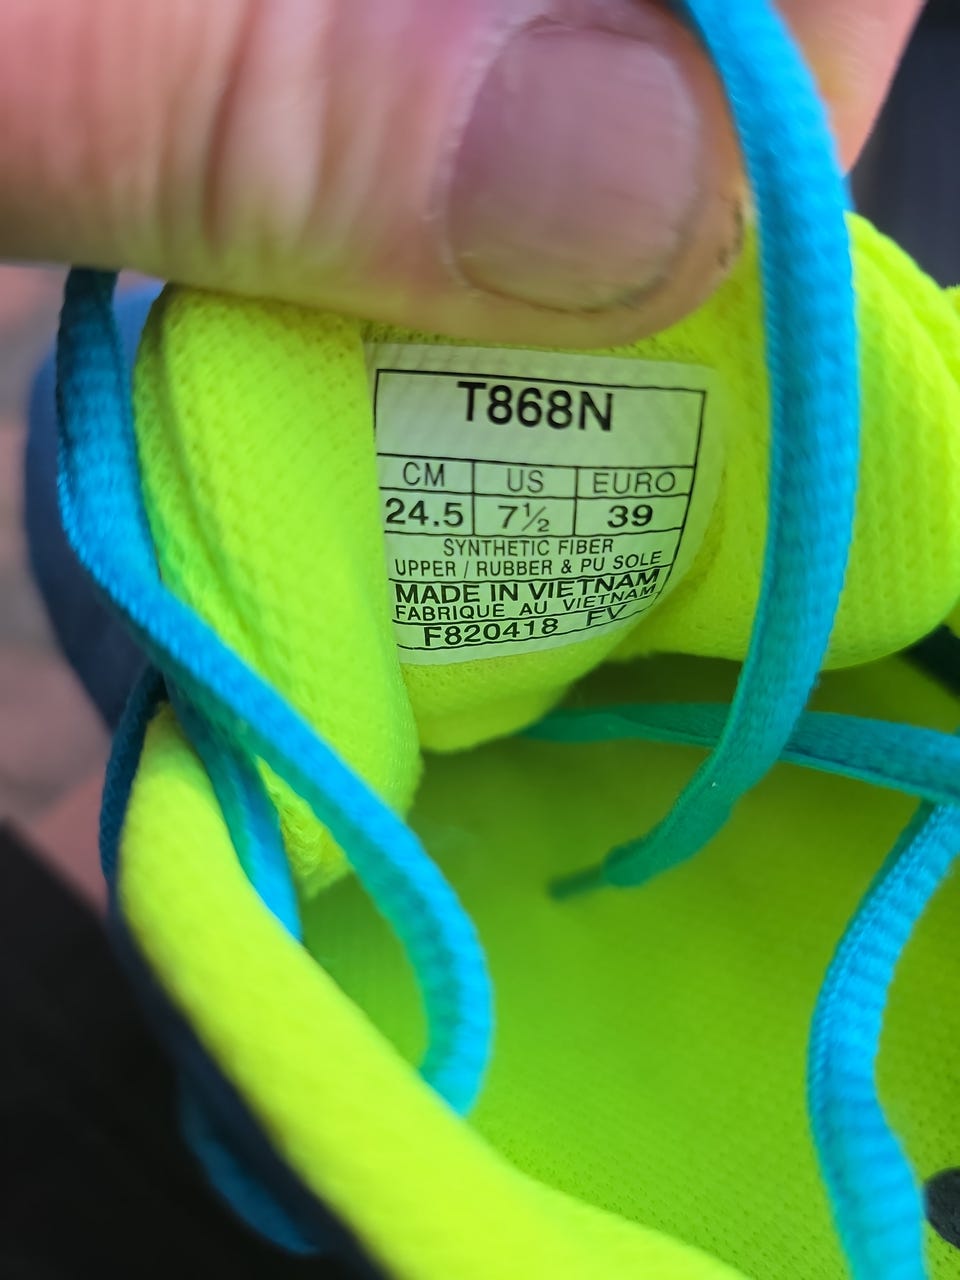 T868N
CM US EURO
24.5 7½ 39
SYNTHETIC FIBER
UPPER / RUBBER & PU SOLE
MADE IN VIETNAM
FABRIQUE AU VIETNAM
F820418 FV